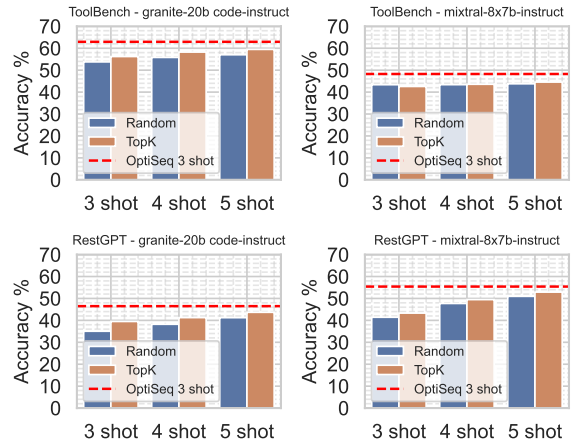 ToolBench - granite-20b code-instruct
Accuracy %
70
60
50
40
30
20
10
0
Random
TopK
OptiSeq 3 shot
3 shot 4 shot 5 shot
ToolBench - mixtral-8x7b-instruct
Accuracy %
70
60
50
40
30
20
10
0
Random
TopK
OptiSeq 3 shot
3 shot 4 shot 5 shot
RestGPT - granite-20b code-instruct
Accuracy %
70
60
50
40
30
20
10
0
Random
TopK
OptiSeq 3 shot
3 shot 4 shot 5 shot
RestGPT - mixtral-8x7b-instruct
Accuracy %
70
60
50
40
30
20
10
0
Random
TopK
OptiSeq 3 shot
3 shot 4 shot 5 shot